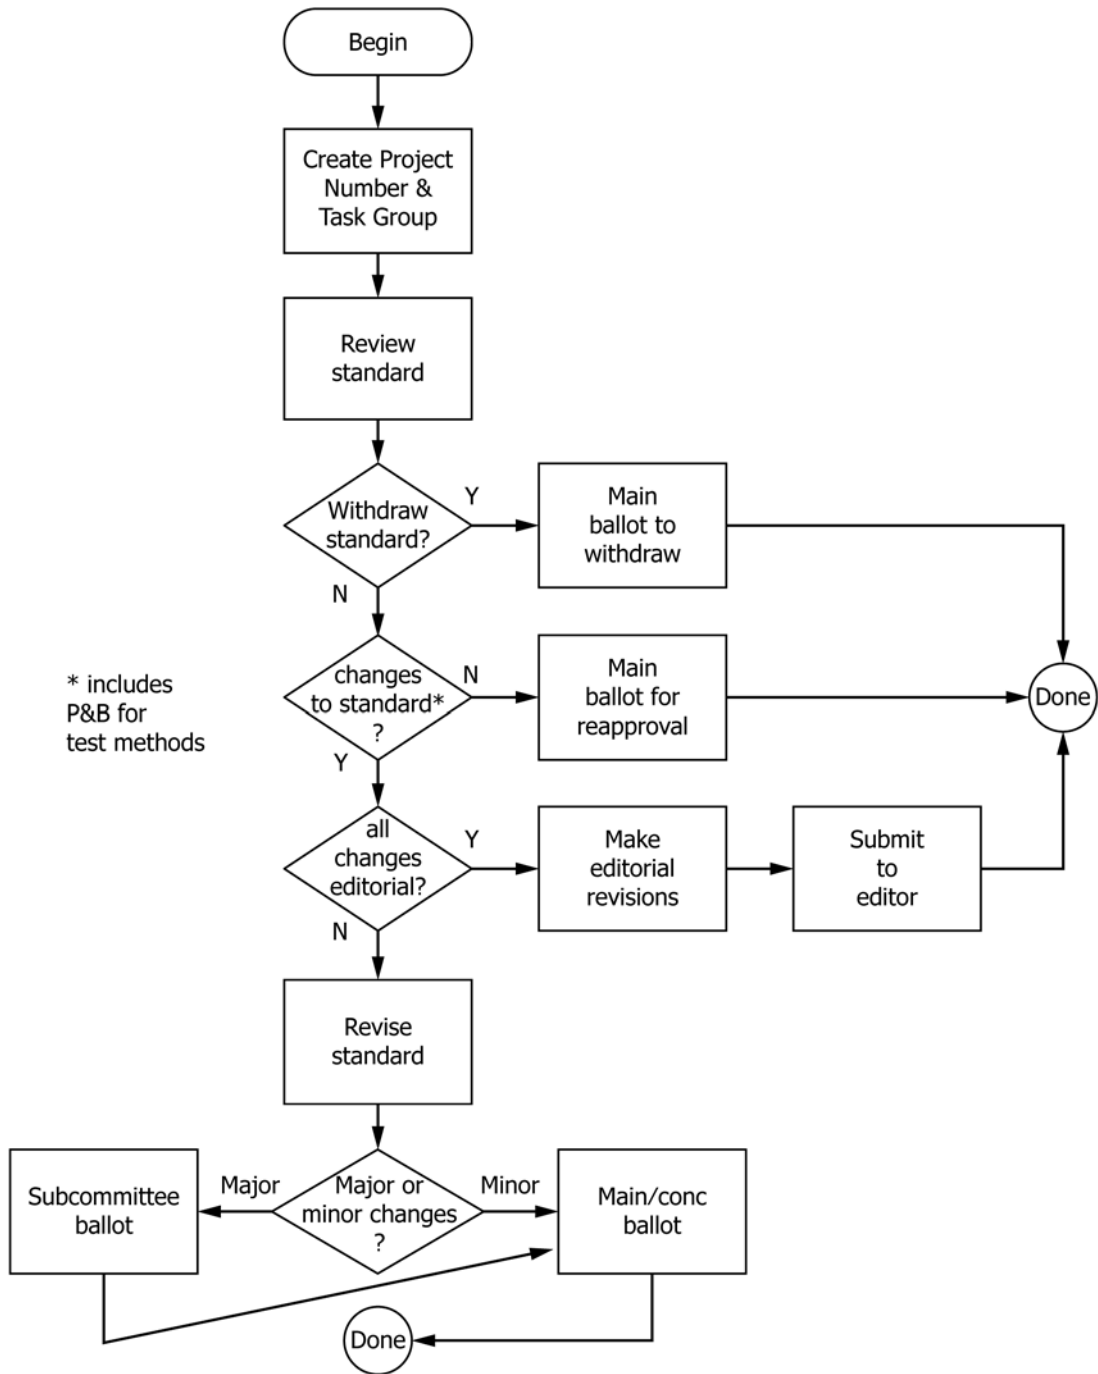 Begin
Create Project
Number &
Task Group
Review
standard
Withdraw
standard?
Y
Main
ballot to
withdraw
N
* includes
P&B for
test methods
changes
to standard*
?
N
Main
ballot for
reapproval
Done
Y
all
changes
editorial?
Y
Make
editorial
revisions
Submit
to
editor
N
Revise
standard
Subcommittee
ballot
Major
Major or
minor changes
?
Minor
Main/conc
ballot
Done